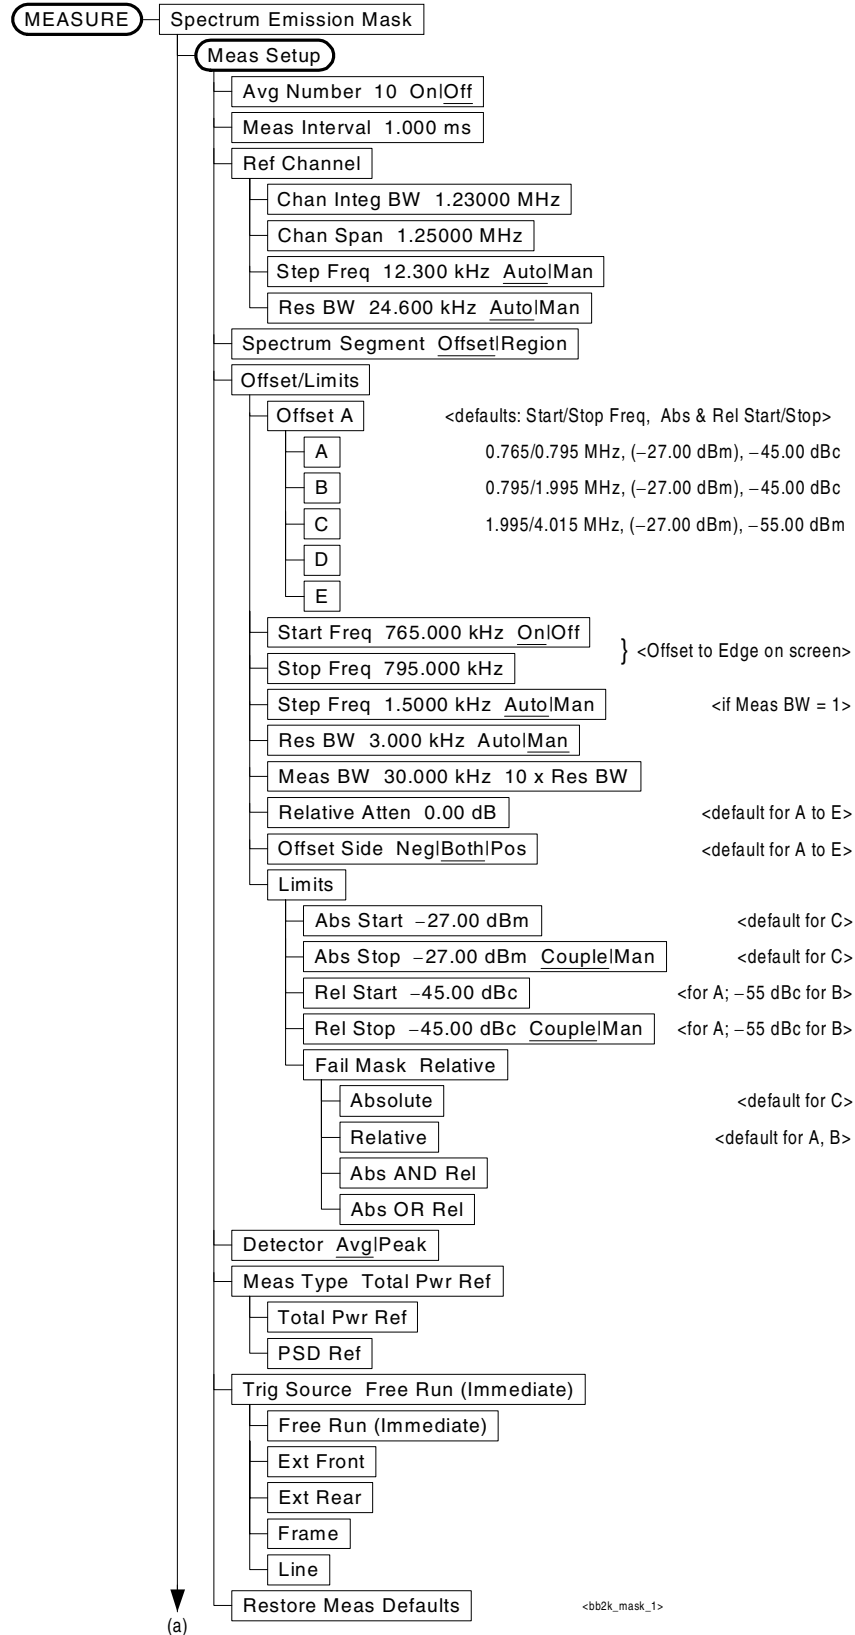 MEASURE Spectrum Emission Mask
Meas Setup
Avg Number 10 On|Off
Meas Interval 1.000 ms
Ref Channel
Chan Integ BW 1.23000 MHz
Chan Span 1.25000 MHz
Step Freq 12.300 kHz Auto|Man
Res BW 24.600 kHz Auto|Man
Spectrum Segment Offset|Region
Offset/Limits
Offset A <defaults: Start/Stop Freq, Abs & Rel Start/Stop>
A 0.765/0.795 MHz, (−27.00 dBm), −45.00 dBc
B 0.795/1.995 MHz, (−27.00 dBm), −45.00 dBc
C 1.995/4.015 MHz, (−27.00 dBm), −55.00 dBm
D
E
Start Freq 765.000 kHz On|Off
} <Offset to Edge on screen>
Stop Freq 795.000 kHz
Step Freq 1.5000 kHz Auto|Man <if Meas BW = 1>
Res BW 3.000 kHz Auto|Man
Meas BW 30.000 kHz 10 x Res BW
Relative Atten 0.00 dB <default for A to E>
Offset Side Neg|Both|Pos <default for A to E>
Limits
Abs Start −27.00 dBm <default for C>
Abs Stop −27.00 dBm Couple|Man <default for C>
Rel Start −45.00 dBc <for A; −55 dBc for B>
Rel Stop −45.00 dBc Couple|Man <for A; −55 dBc for B>
Fail Mask Relative
Absolute <default for C>
Relative <default for A, B>
Abs AND Rel
Abs OR Rel
Detector Avg|Peak
Meas Type Total Pwr Ref
Total Pwr Ref
PSD Ref
Trig Source Free Run (Immediate)
Free Run (Immediate)
Ext Front
Ext Rear
Frame
Line
Restore Meas Defaults <bb2k_mask_1>
(a)